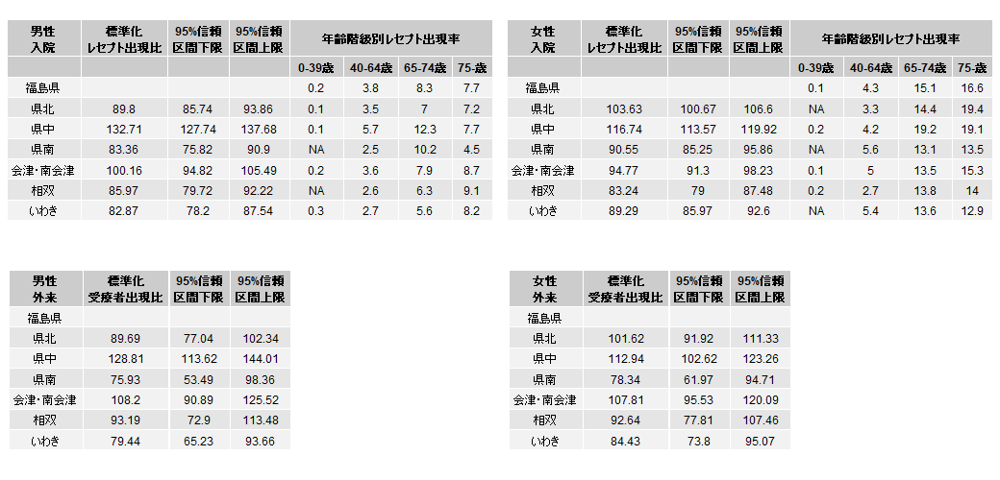 男性 入院 標準化 レセプト出現比 95%信頼 区間下限 95%信頼 区間上限 年齢階級別レセプト出現率
0-39歳 40-64歳 65-74歳 75-歳
福島県 0.2 3.8 8.3 7.7
県北 89.8 85.74 93.86 0.1 3.5 7 7.2
県中 132.71 127.74 137.68 0.1 5.7 12.3 7.7
県南 83.36 75.82 90.9 NA 2.5 10.2 4.5
会津・南会津 100.16 94.82 105.49 0.2 3.6 7.9 8.7
相双 85.97 79.72 92.22 NA 2.6 6.3 9.1
いわき 82.87 78.2 87.54 0.3 2.7 5.6 8.2
女性 入院 標準化 レセプト出現比 95%信頼 区間下限 95%信頼 区間上限 年齢階級別レセプト出現率
0-39歳 40-64歳 65-74歳 75-歳
福島県 0.1 4.3 15.1 16.6
県北 103.63 100.67 106.6 NA 3.3 14.4 19.4
県中 116.74 113.57 119.92 0.2 4.2 19.2 19.1
県南 90.55 85.25 95.86 NA 5.6 13.1 13.5
会津・南会津 94.77 91.3 98.23 0.1 5 13.5 15.3
相双 83.24 79 87.48 0.2 2.7 13.8 14
いわき 89.29 85.97 92.6 NA 5.4 13.6 12.9
男性 外来 標準化 受療者出現比 95%信頼 区間下限 95%信頼 区間上限
福島県
県北 89.69 77.04 102.34
県中 128.81 113.62 144.01
県南 75.93 53.49 98.36
会津・南会津 108.2 90.89 125.52
相双 93.19 72.9 113.48
いわき 79.44 65.23 93.66
女性 外来 標準化 受療者出現比 95%信頼 区間下限 95%信頼 区間上限
福島県
県北 101.62 91.92 111.33
県中 112.94 102.62 123.26
県南 78.34 61.97 94.71
会津・南会津 107.81 95.53 120.09
相双 92.64 77.81 107.46
いわき 84.43 73.8 95.07